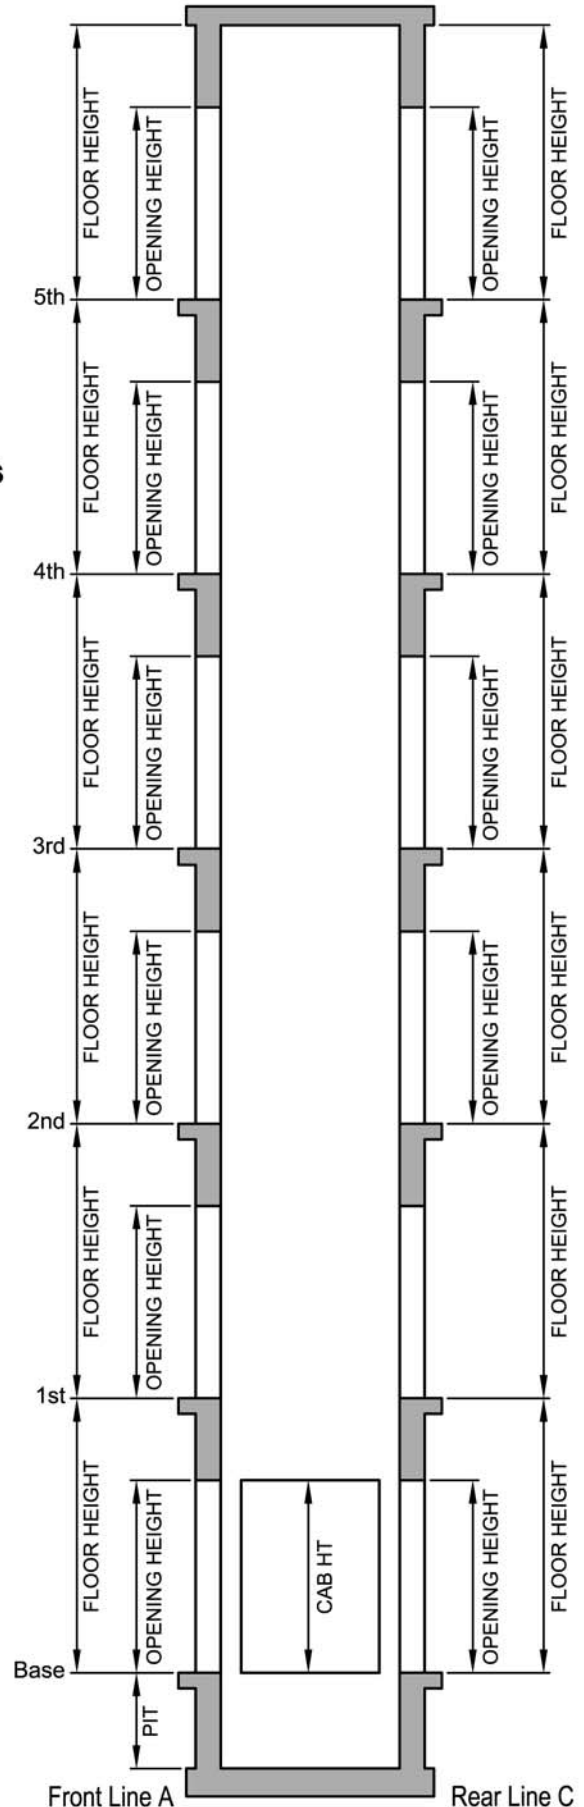 FLOOR HEIGHT
OPENING HEIGHT
OPENING HEIGHT
FLOOR HEIGHT
5th
FLOOR HEIGHT
OPENING HEIGHT
OPENING HEIGHT
FLOOR HEIGHT
s
4th
FLOOR HEIGHT
OPENING HEIGHT
OPENING HEIGHT
FLOOR HEIGHT
3rd
FLOOR HEIGHT
OPENING HEIGHT
OPENING HEIGHT
FLOOR HEIGHT
2nd
FLOOR HEIGHT
OPENING HEIGHT
FLOOR HEIGHT
1st
FLOOR HEIGHT
OPENING HEIGHT
CAB HT
OPENING HEIGHT
FLOOR HEIGHT
Base
PIT
Front Line A
Rear Line C